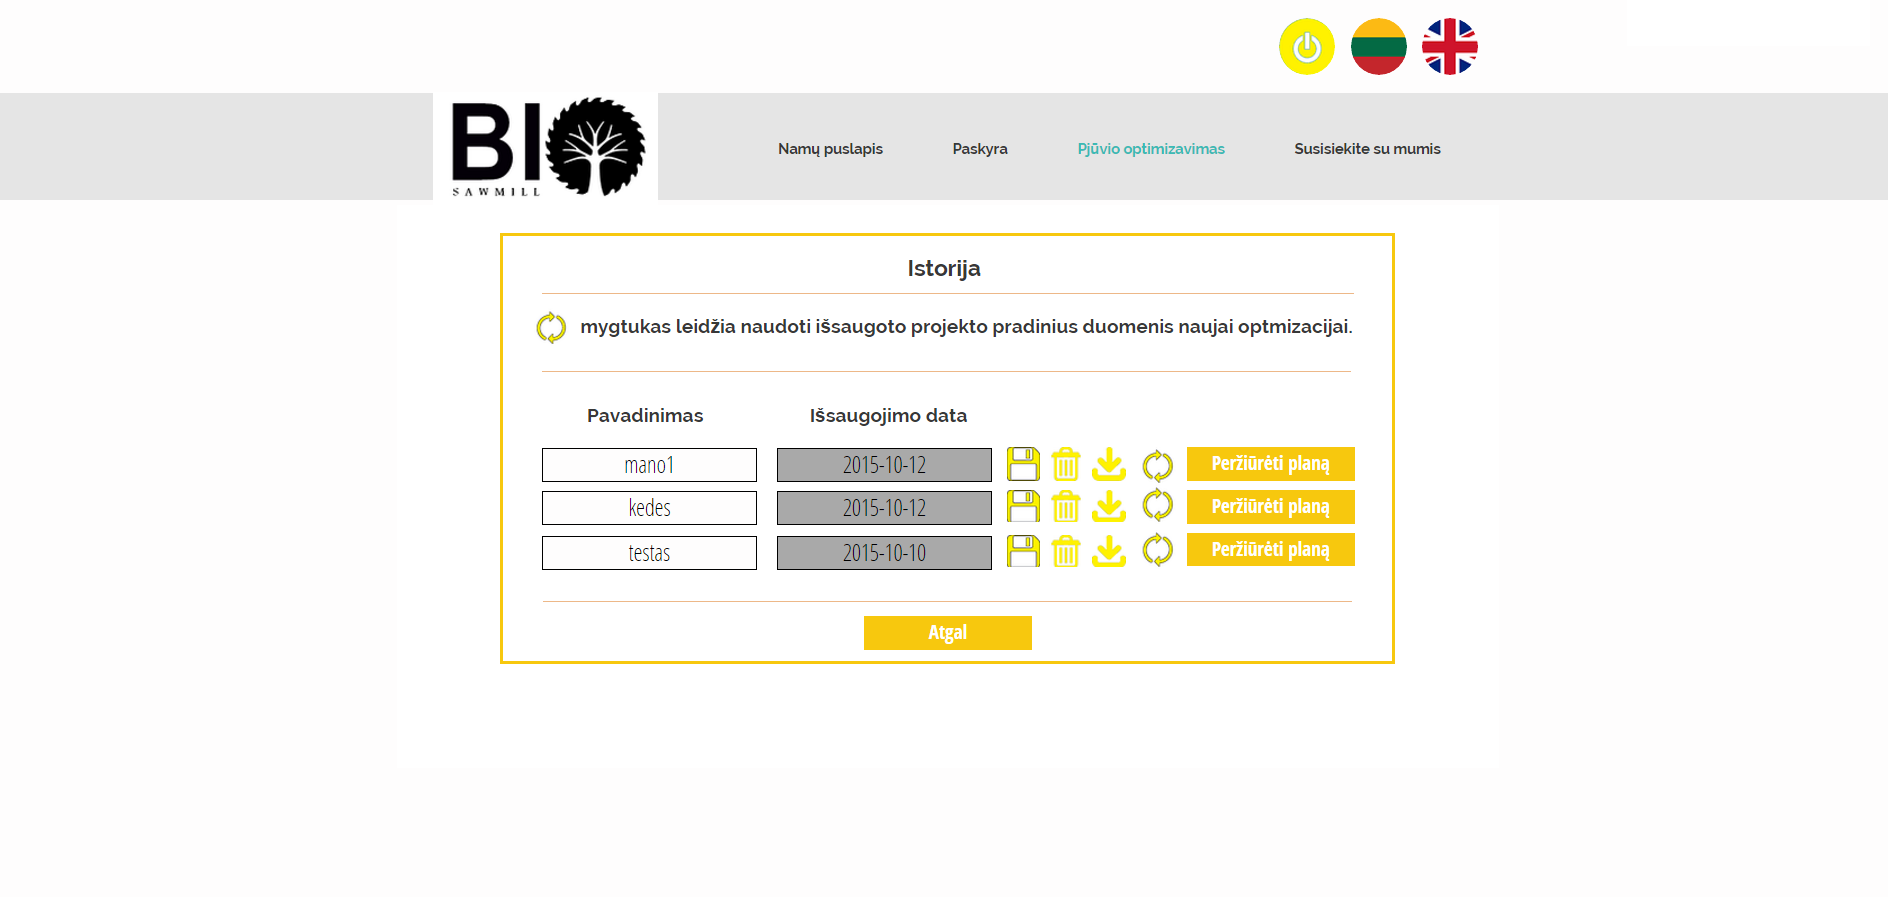 BIO
SAWMILL
Namų puslapis
Paskyra
Pjūvio optimizavimas
Susisiekite su mumis
Istorija
mygtukas leidžia naudoti išsaugoto projekto pradinius duomenis naujai optmizacijai.
Pavadinimas
Išsaugojimo data
mano1 2015-10-12 Peržiūrėti planą
kedes 2015-10-12 Peržiūrėti planą
testas 2015-10-10 Peržiūrėti planą
Atgal